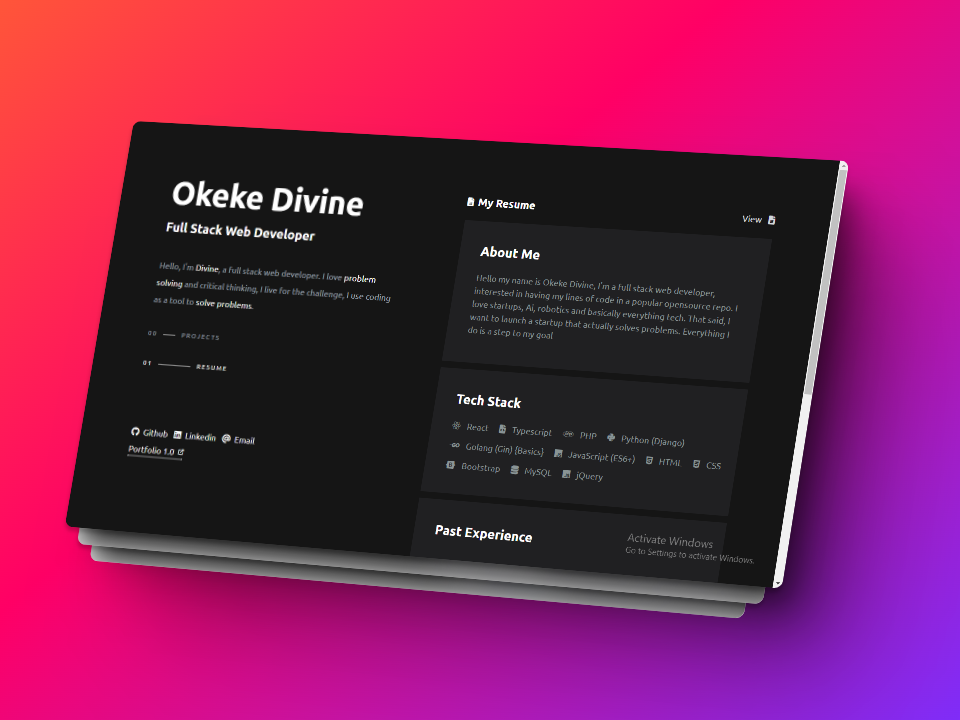 Okeke Divine
Full Stack Web Developer
Hello, I'm Divine, a full stack web developer. I love problem
solving and critical thinking, I live for the challenge, I use coding
as a tool to solve problems.
00 PROJECTS
01 RESUME
Github Linkedin Email
Portfolio 1.0
My Resume
View
About Me
Hello my name is Okeke Divine, I'm a full stack web developer,
interested in having my lines of code in a popular opensource repo. I
love startups, Ai, robotics and basically everything tech. That said, I
want to launch a startup that actually solves problems. Everything I
do is a step to my goal
Tech Stack
React Typescript PHP Python (Django)
Golang (Gin) (Basics) JavaScript (ES6+) HTML CSS
Bootstrap MySQL jQuery
Past Experience
Activate Windows
Go to Settings to activate Windows.